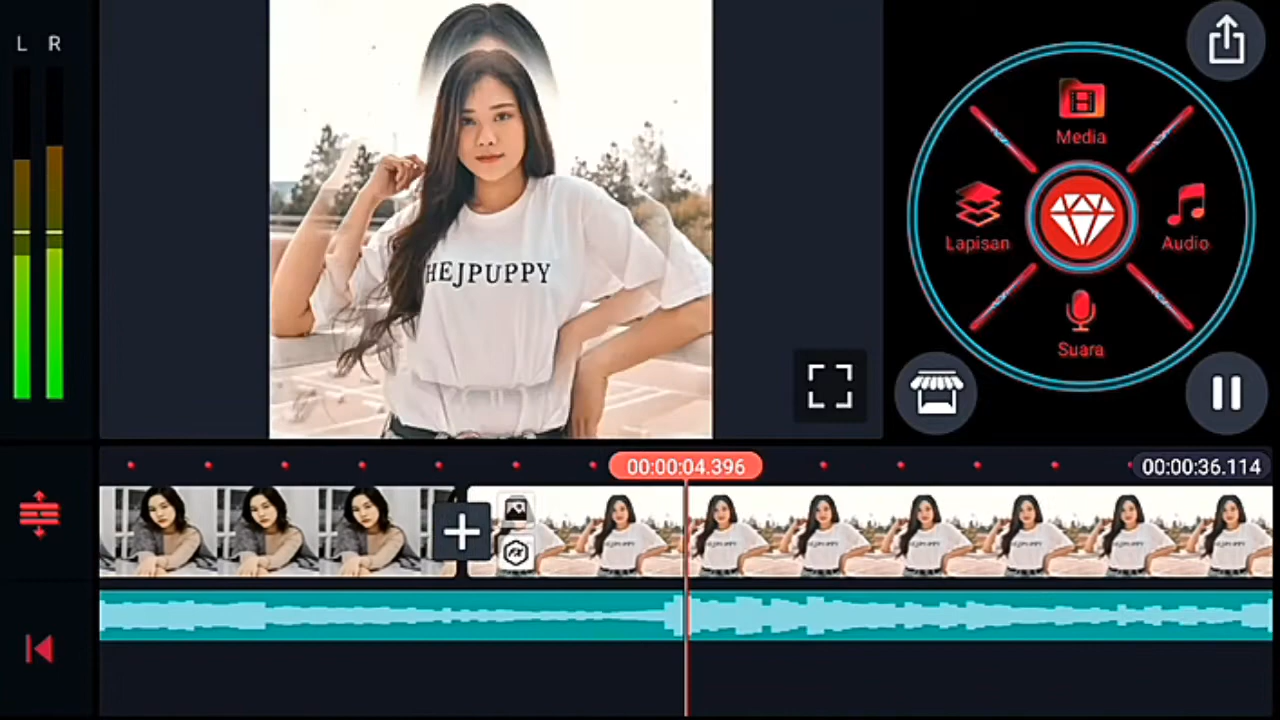 L R
HEJPUPPY
Media
Lapisan
Audio
Suara
00:00:04.396
00:00:36.114